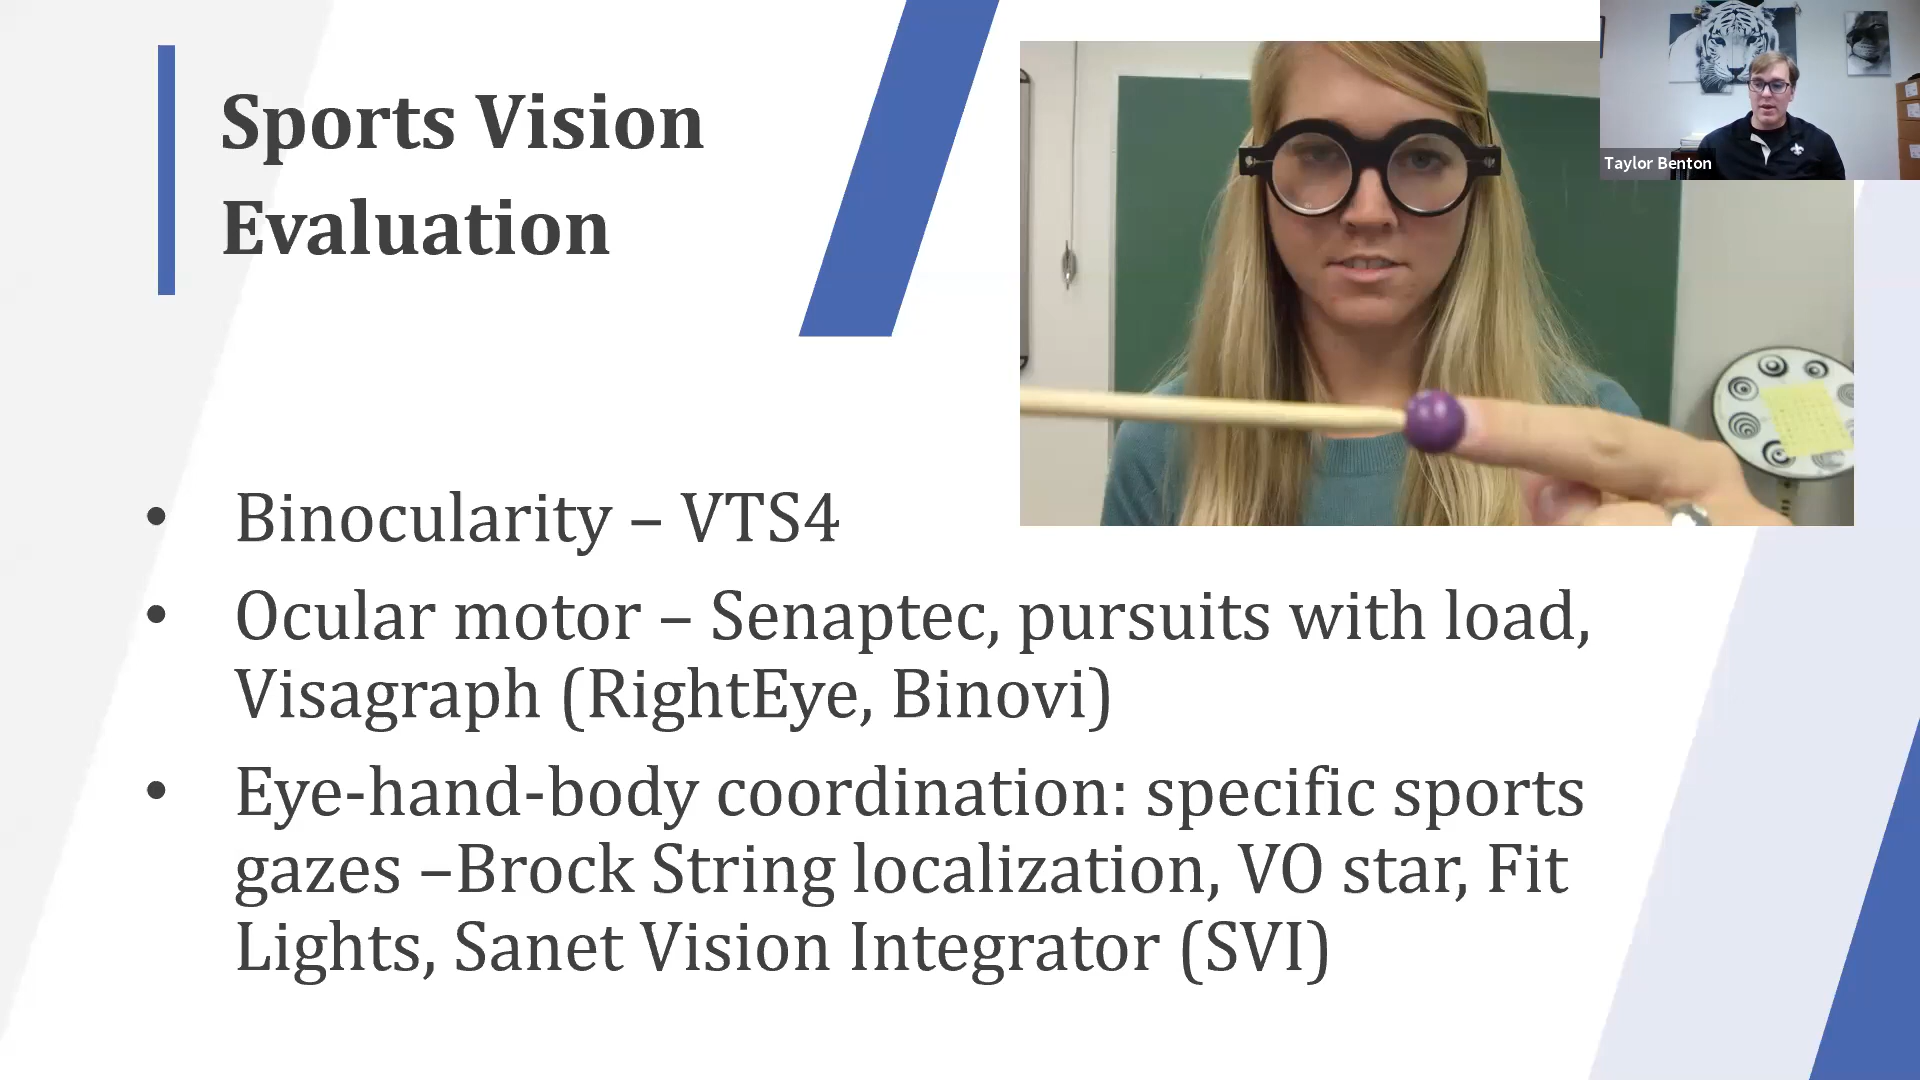 Sports Vision
Evaluation
Taylor Benton
• Binocularity – VTS4
• Ocular motor – Senaptec, pursuits with load,
Visagraph (RightEye, Binovi)
• Eye-hand-body coordination: specific sports
gazes –Brock String localization, VO star, Fit
Lights, Sanet Vision Integrator (SVI)